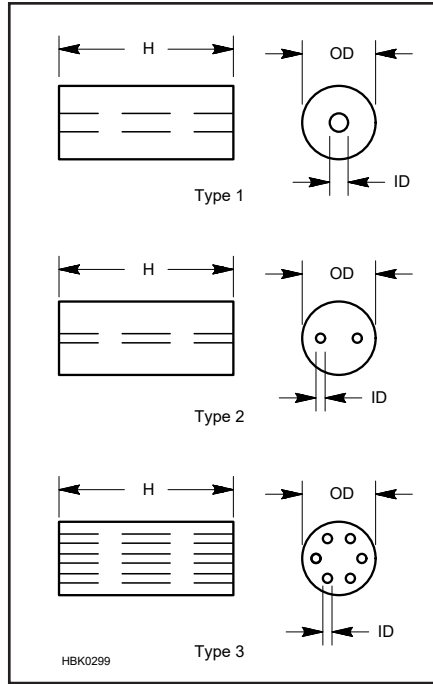 H
OD
ID
Type 1
H
OD
ID
Type 2
H
OD
ID
Type 3
HBK0299